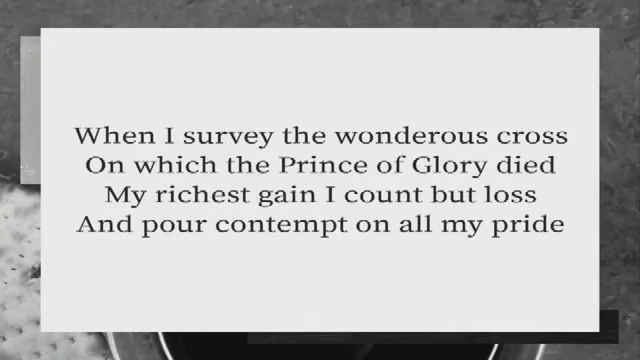 When I survey the wonderous cross
On which the Prince of Glory died
My richest gain I count but loss
And pour contempt on all my pride